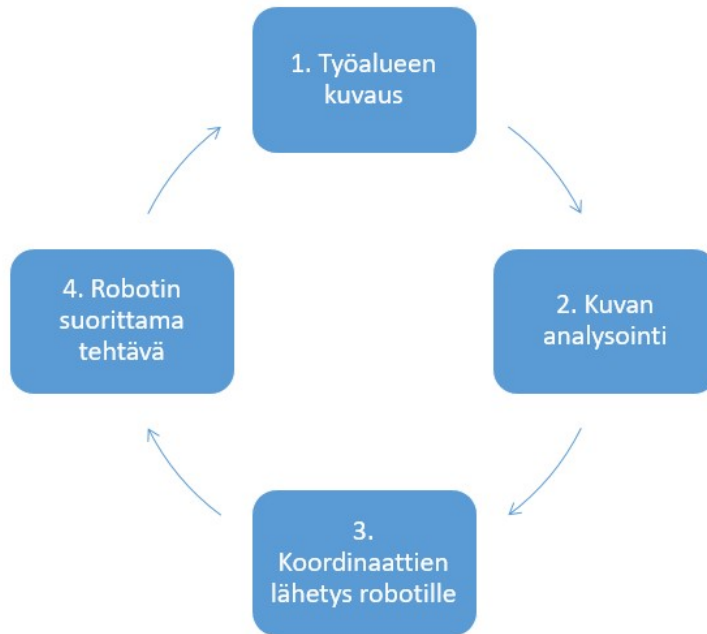 1. Työalueen
kuvaus
2. Kuvan
analysointi
3.
Koordinaattien
lähetys robotille
4. Robotin
suorittama
tehtävä